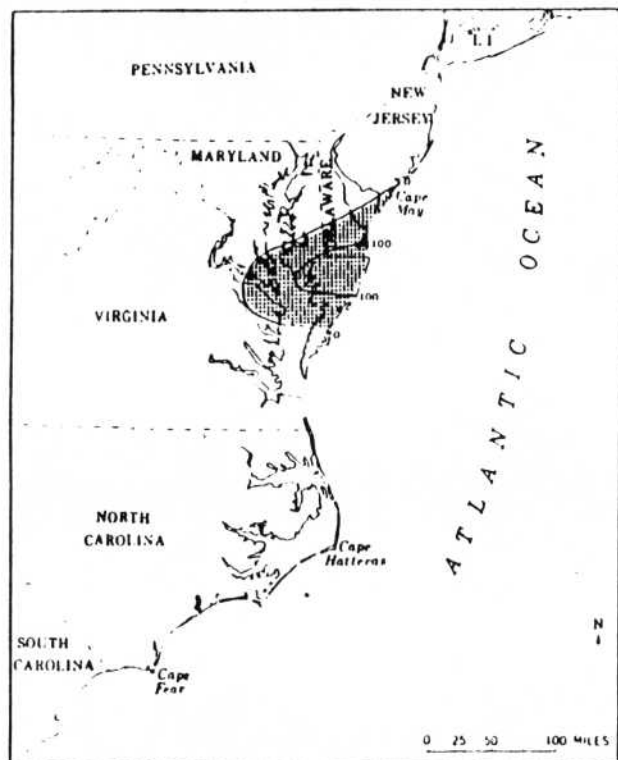 L I
PENNSYLVANIA
NEW
JERSEY
MARYLAND
DELAWARE
Cape
May
100
100
0
VIRGINIA
ATLANTIC OCEAN
NORTH
CAROLINA
Cape
Hatteras
N
SOUTH
CAROLINA
Cape
Fear
0 25 50 100 MILES